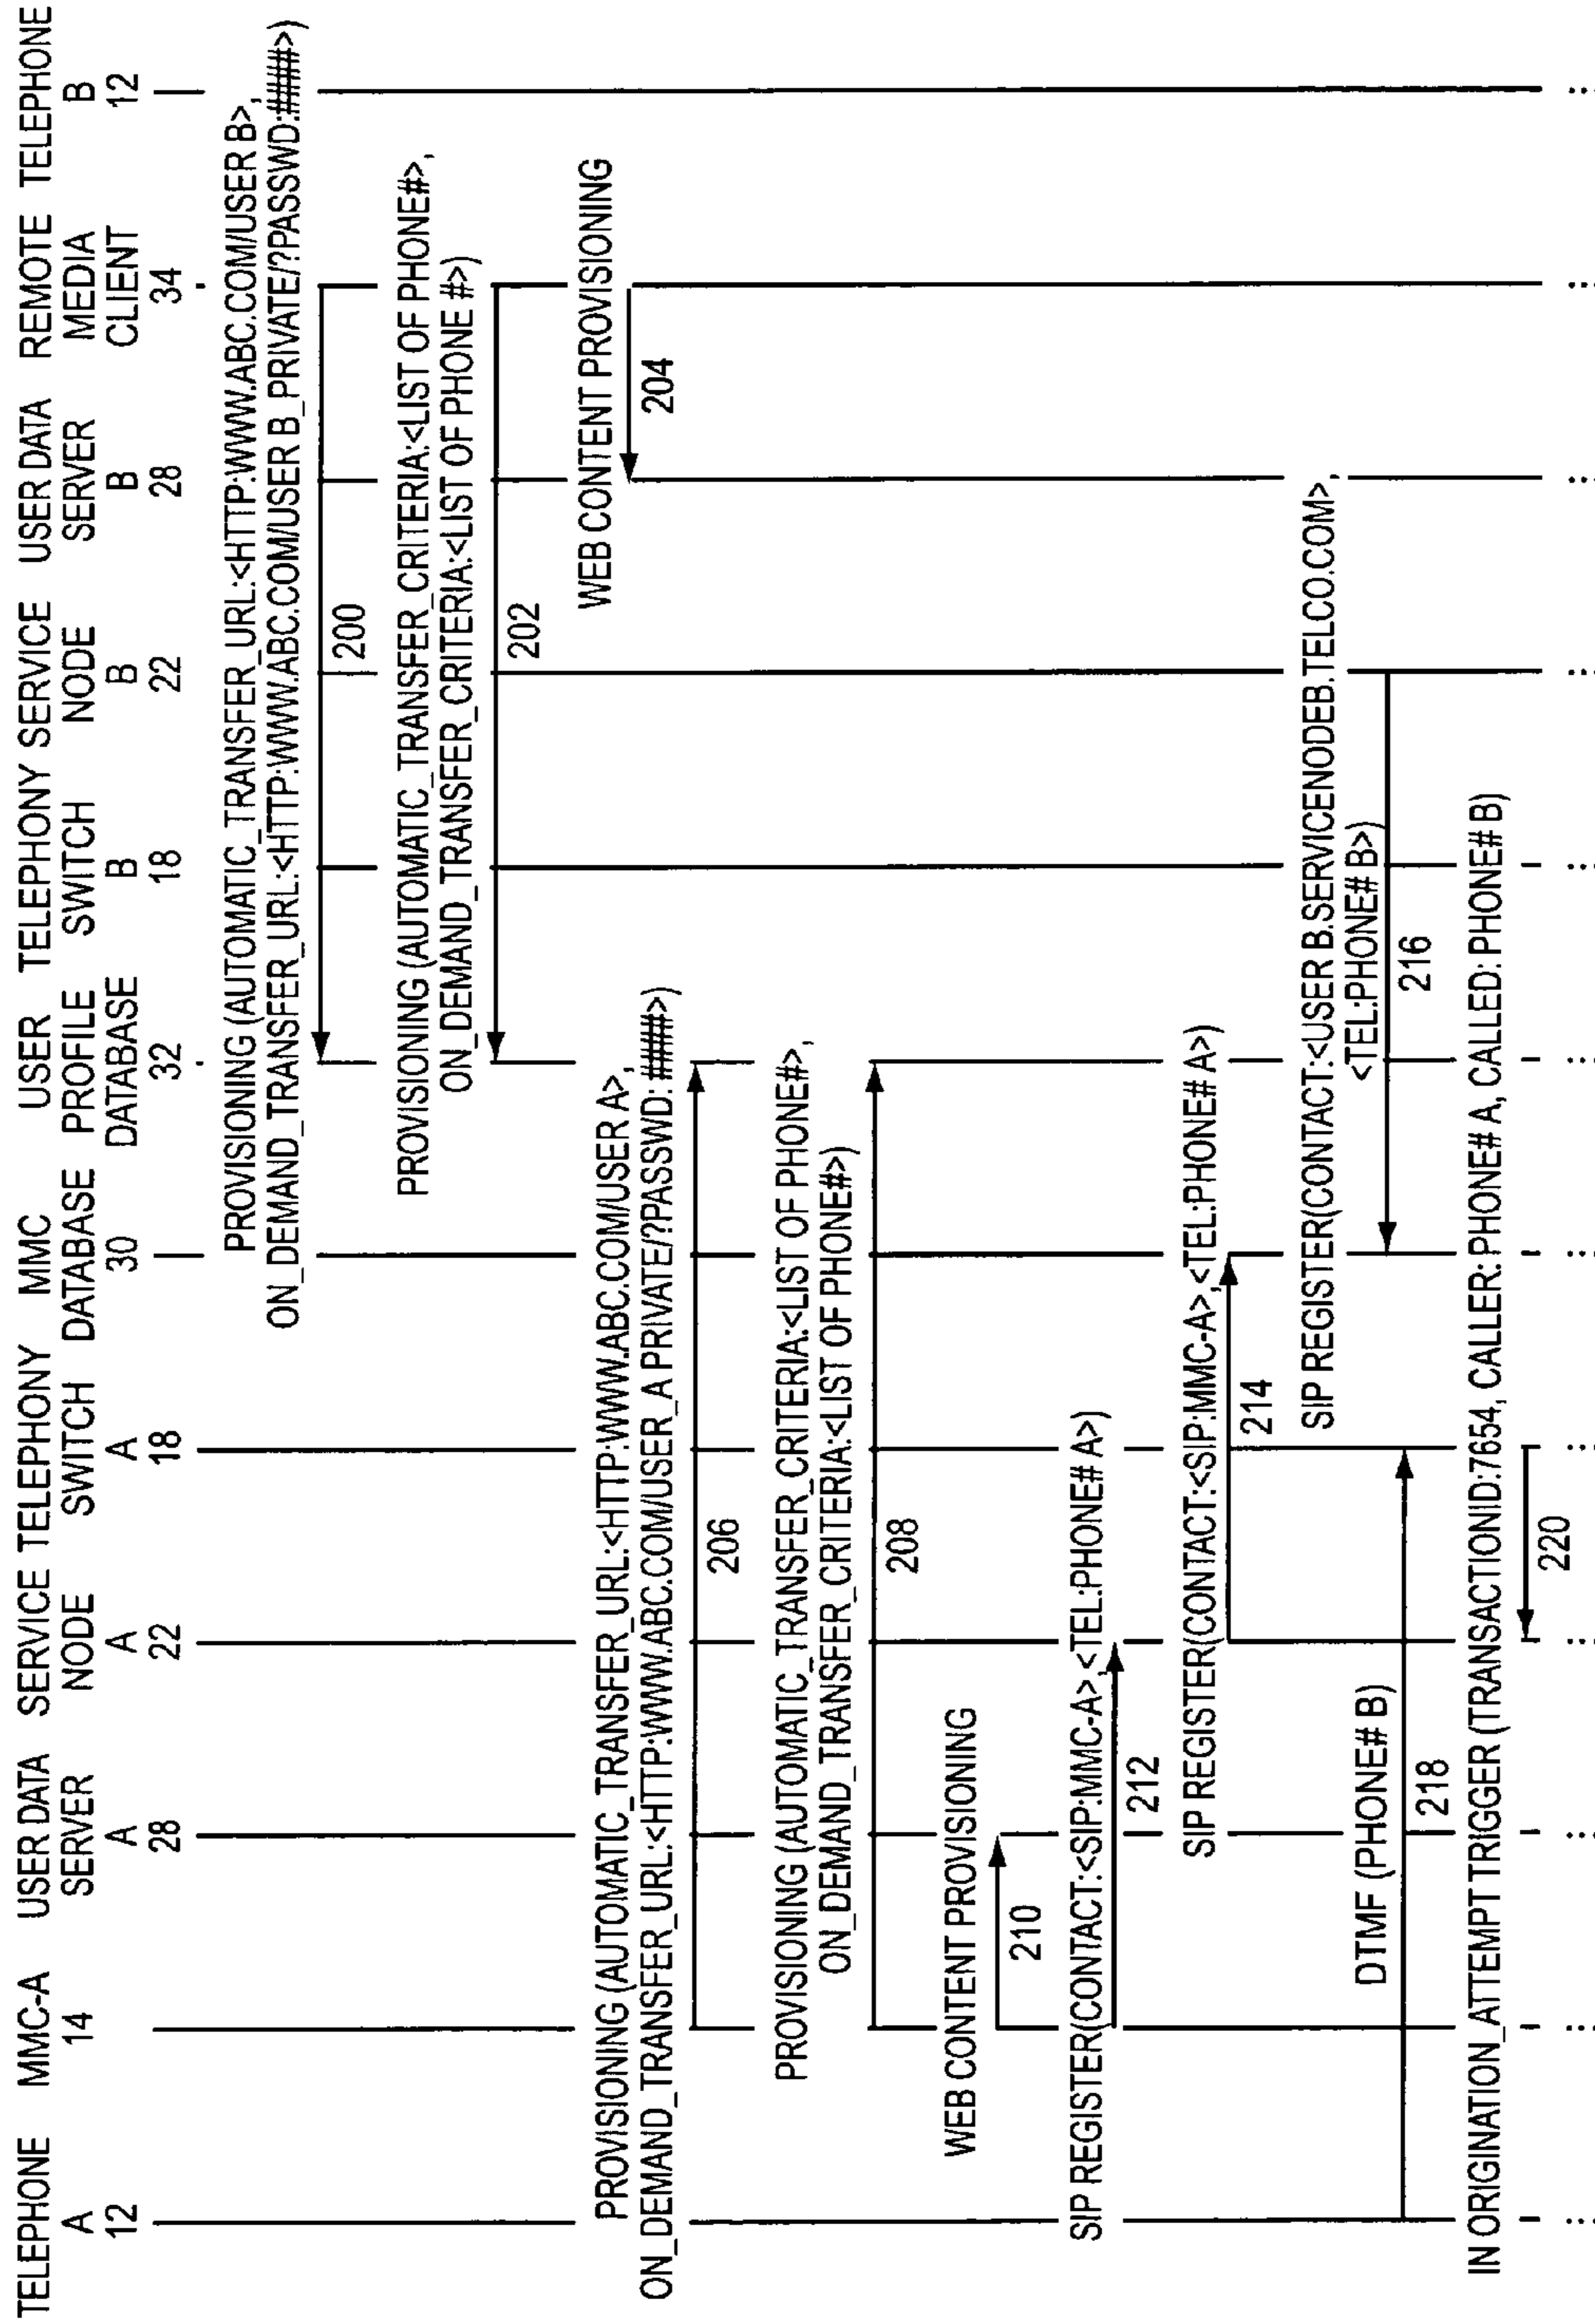 TELEPHONE A 12
MMC-A 14
USER DATA SERVER A 28
SERVICE NODE A 22
TELEPHONY SWITCH A 18
MMC DATABASE 30
USER PROFILE DATABASE 32
TELEPHONY SWITCH B 18
SERVICE NODE B 22
USER DATA SERVER B 28
REMOTE MEDIA CLIENT 34
TELEPHONE B 12
PROVISIONING (AUTOMATIC_TRANSFER_URL:<HTTP:WWW.ABC.COM/USER B>,
ON_DEMAND_TRANSFER_URL:<HTTP:WWW.ABC.COM/USER B_PRIVATE/?PASSWD:####>)
200
PROVISIONING (AUTOMATIC_TRANSFER_CRITERIA:<LIST OF PHONE#>,
ON_DEMAND_TRANSFER_CRITERIA:<LIST OF PHONE #>)
202
WEB CONTENT PROVISIONING
204
PROVISIONING (AUTOMATIC_TRANSFER_URL:<HTTP:WWW.ABC.COM/USER A>,
ON_DEMAND_TRANSFER_URL:<HTTP:WWW.ABC.COM/USER_A PRIVATE/?PASSWD: ####>)
206
PROVISIONING (AUTOMATIC_TRANSFER_CRITERIA:<LIST OF PHONE#>,
ON_DEMAND_TRANSFER_CRITERIA:<LIST OF PHONE#>)
208
WEB CONTENT PROVISIONING
210
SIP REGISTER(CONTACT:<SIP:MMC-A>,<TEL:PHONE# A>)
212
SIP REGISTER(CONTACT:<SIP:MMC-A>,<TEL:PHONE# A>)
214
SIP REGISTER(CONTACT:<USER B.SERVICENODEB.TELCO.COM>,
<TEL:PHONE# B>)
216
DTMF (PHONE# B)
218
IN ORIGINATION_ATTEMPT TRIGGER (TRANSACTIONID:7654, CALLER: PHONE# A, CALLED: PHONE# B)
220